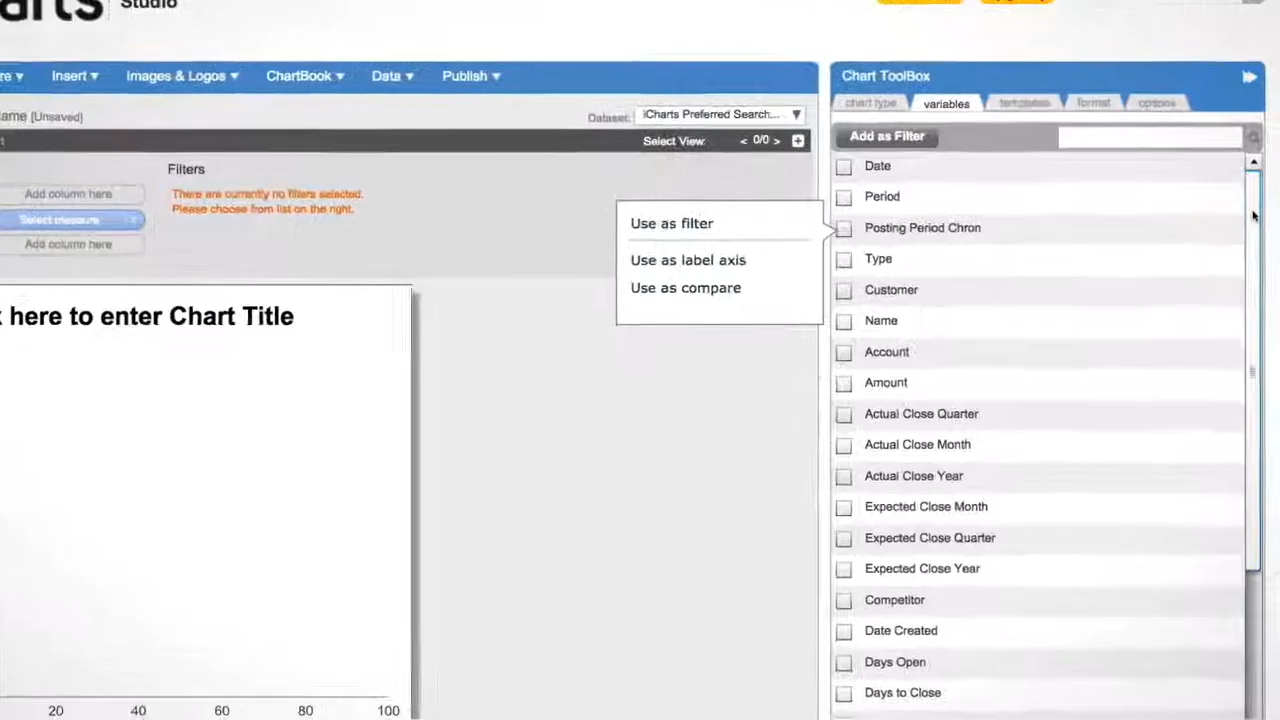 arts Studio
re Insert Images & Logos ChartBook Data Publish
ame [Unsaved]
Dataset: iCharts Preferred Search...
Select View: < 0/0 >
Filters
Add column here
There are currently no filters selected.
Please choose from list on the right.
Select measure
Add column here
here to enter Chart Title
20 40 60 80 100
Use as filter
Use as label axis
Use as compare
Chart ToolBox
chart type variables templates format options
Add as Filter
Date
Period
Posting Period Chron
Type
Customer
Name
Account
Amount
Actual Close Quarter
Actual Close Month
Actual Close Year
Expected Close Month
Expected Close Quarter
Expected Close Year
Competitor
Date Created
Days Open
Days to Close